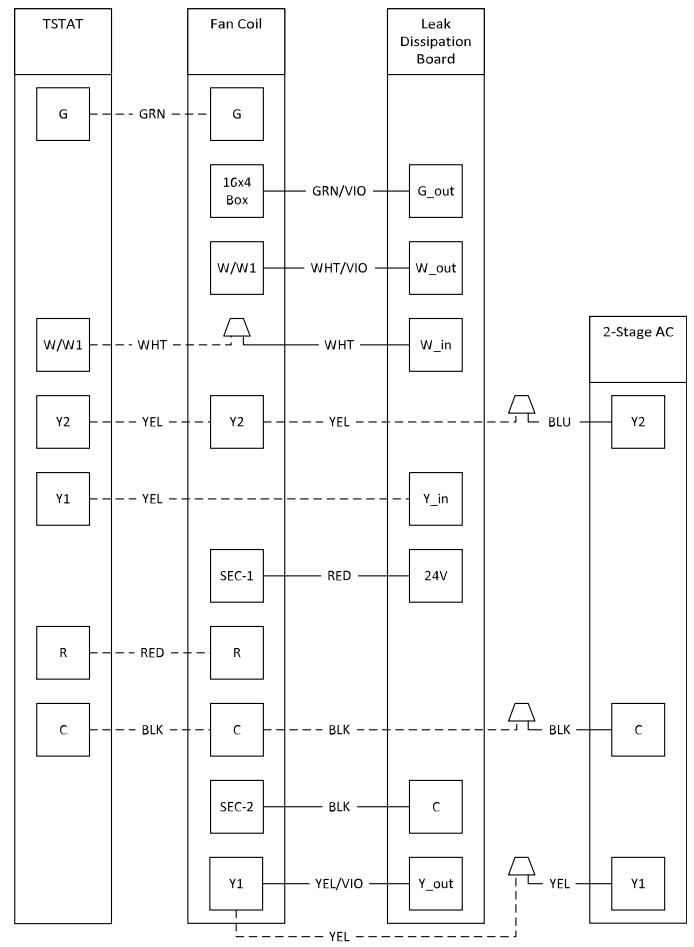 TSTAT
Fan Coil
Leak
Dissipation
Board
G
GRN
G
16x4
Box
GRN/VIO
G_out
W/W1
WHT/VIO
W_out
2-Stage AC
W/W1
WHT
WHT
W_in
Y2
YEL
Y2
YEL
BLU
Y2
Y1
YEL
Y_in
SEC-1
RED
24V
R
RED
R
C
BLK
C
BLK
BLK
C
SEC-2
BLK
C
Y1
YEL/VIO
Y_out
YEL
Y1
YEL